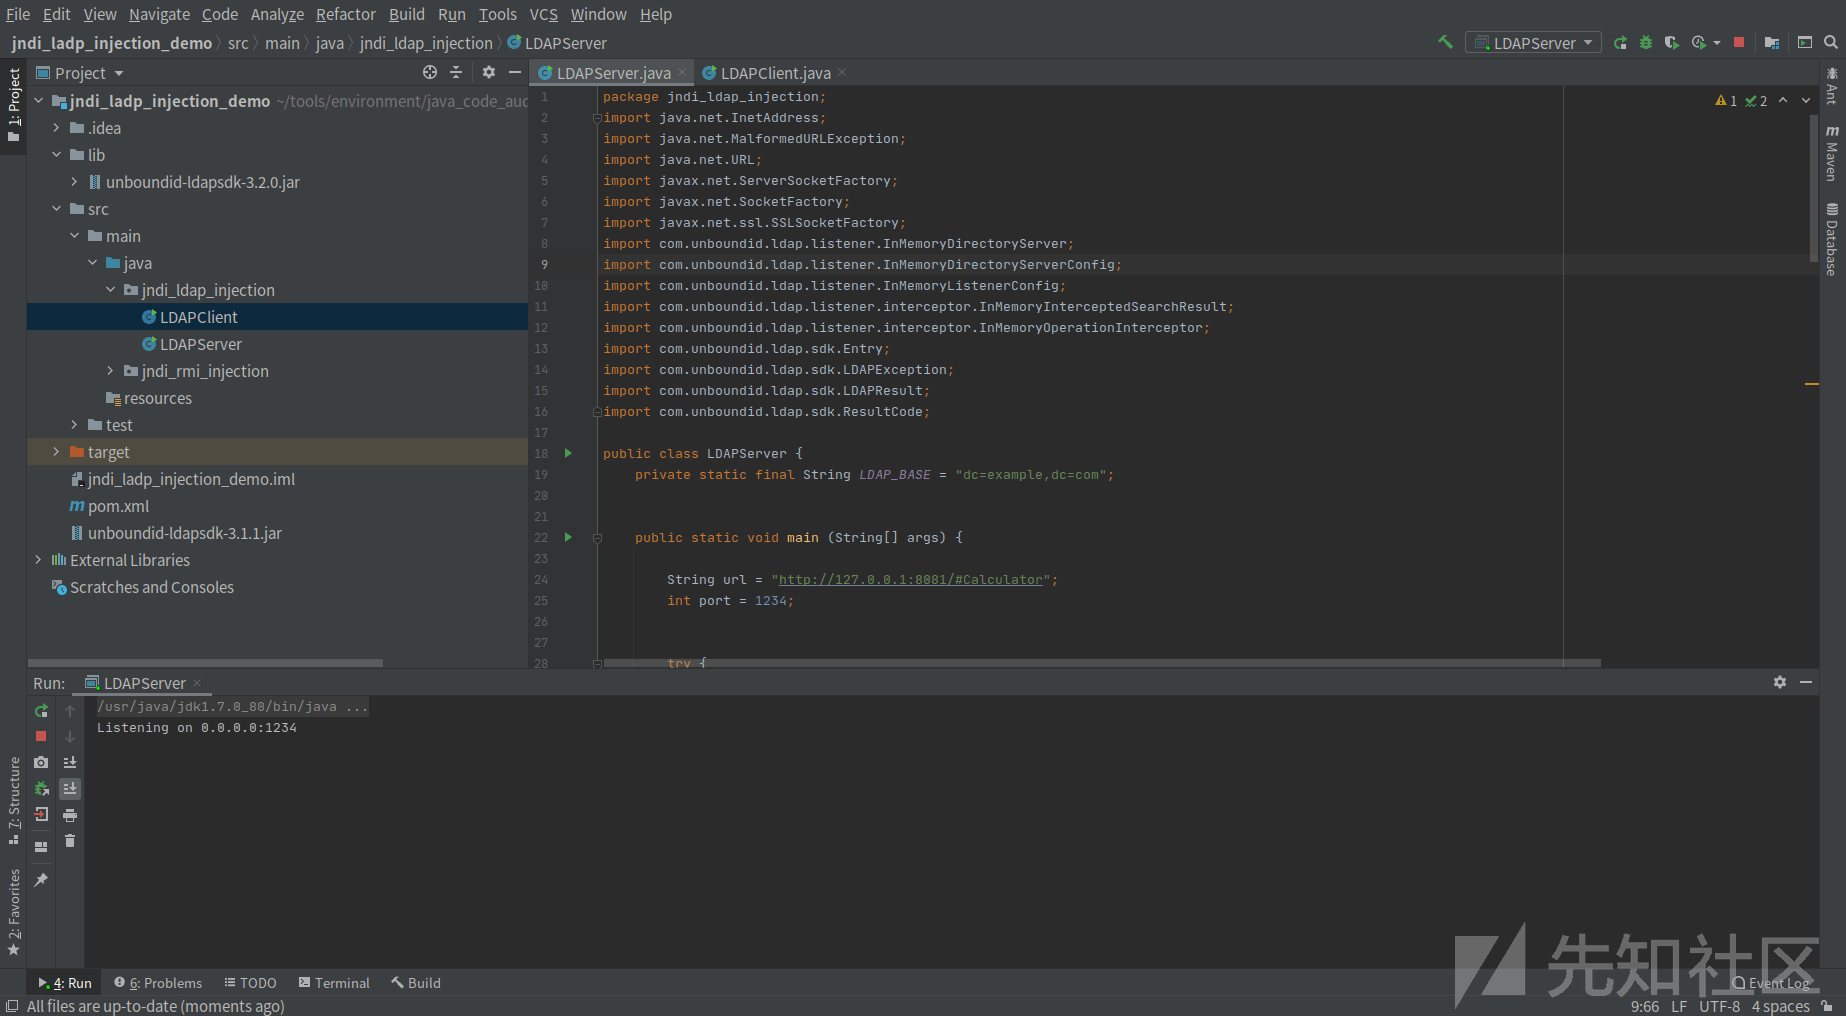 File Edit View Navigate Code Analyze Refactor Build Run Tools VCS Window Help
jndi_ladp_injection_demo src main java jndi_ldap_injection LDAPServer
LDAPServer
1: Project
Project
LDAPServer.java
LDAPClient.java
jndi_ladp_injection_demo ~/tools/environment/java_code_aud
.idea
lib
unboundid-ldapsdk-3.2.0.jar
src
main
java
jndi_ldap_injection
LDAPClient
LDAPServer
jndi_rmi_injection
resources
test
target
jndi_ladp_injection_demo.iml
pom.xml
unboundid-ldapsdk-3.1.1.jar
External Libraries
Scratches and Consoles
1 package jndi_ldap_injection;
2 import java.net.InetAddress;
3 import java.net.MalformedURLException;
4 import java.net.URL;
5 import javax.net.ServerSocketFactory;
6 import javax.net.SocketFactory;
7 import javax.net.ssl.SSLSocketFactory;
8 import com.unboundid.ldap.listener.InMemoryDirectoryServer;
9 import com.unboundid.ldap.listener.InMemoryDirectoryServerConfig;
10 import com.unboundid.ldap.listener.InMemoryListenerConfig;
11 import com.unboundid.ldap.listener.interceptor.InMemoryInterceptedSearchResult;
12 import com.unboundid.ldap.listener.interceptor.InMemoryOperationInterceptor;
13 import com.unboundid.ldap.sdk.Entry;
14 import com.unboundid.ldap.sdk.LDAPException;
15 import com.unboundid.ldap.sdk.LDAPResult;
16 import com.unboundid.ldap.sdk.ResultCode;
17
18 public class LDAPServer {
19 private static final String LDAP_BASE = "dc=example,dc=com";
20
21
22 public static void main (String[] args) {
23
24 String url = "http://127.0.0.1:8081/#Calculator";
25 int port = 1234;
26
27
28 try {
1 2
Ant
Maven
Database
Run: LDAPServer
/usr/java/jdk1.7.0_80/bin/java ...
Listening on 0.0.0.0:1234
7: Structure
2: Favorites
4: Run 6: Problems TODO Terminal Build Event Log
All files are up-to-date (moments ago) 9:66 LF UTF-8 4 spaces
先知社区